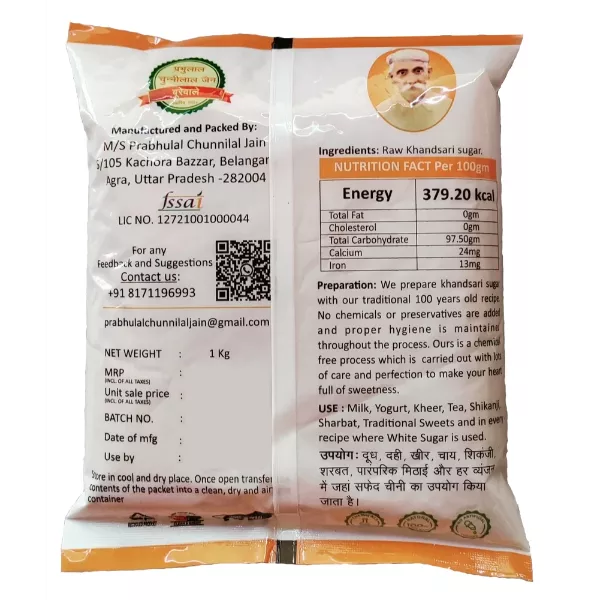 प्रभुलाल
चुन्नीलाल जैन
बूरेवाले
Manufactured and Packed By:
M/S Prabhulal Chunnilal Jain
6/105 Kachora Bazzar, Belangan
Agra, Uttar Pradesh -282004
fssai
LIC NO. 12721001000044
For any
Feedback and Suggestions
Contact us:
+91 8171196993
prabhulalchunnilaljain@gmail.com
NET WEIGHT : 1 Kg
MRP :
(INCL. OF ALL TAXES)
Unit sale price :
(INCL. OF ALL TAXES)
BATCH NO. :
Date of mfg :
Use by :
Store in cool and dry place. Once open transfer
contents of the packet into a clean, dry and air
container
Ingredients: Raw Khandsari sugar.
NUTRITION FACT Per 100gm
Energy 379.20 kcal
Total Fat 0gm
Cholesterol 0gm
Total Carbohydrate 97.50gm
Calcium 24mg
Iron 13mg
Preparation: We prepare khandsari sugar
with our traditional 100 years old recipe.
No chemicals or preservatives are added
and proper hygiene is maintained
throughout the process. Ours is a chemical
free process which is carried out with lots
of care and perfection to make your heart
full of sweetness.
USE : Milk, Yogurt, Kheer, Tea, Shikanji,
Sharbat, Traditional Sweets and in every
recipe where White Sugar is used.
उपयोग: दूध, वही, खीर, चाय, शिकंजी,
शरबत, पारंपरिक मिठाई और हर व्यंजन
में जहां सफेद चीनी का उपयोग किया
जाता है।